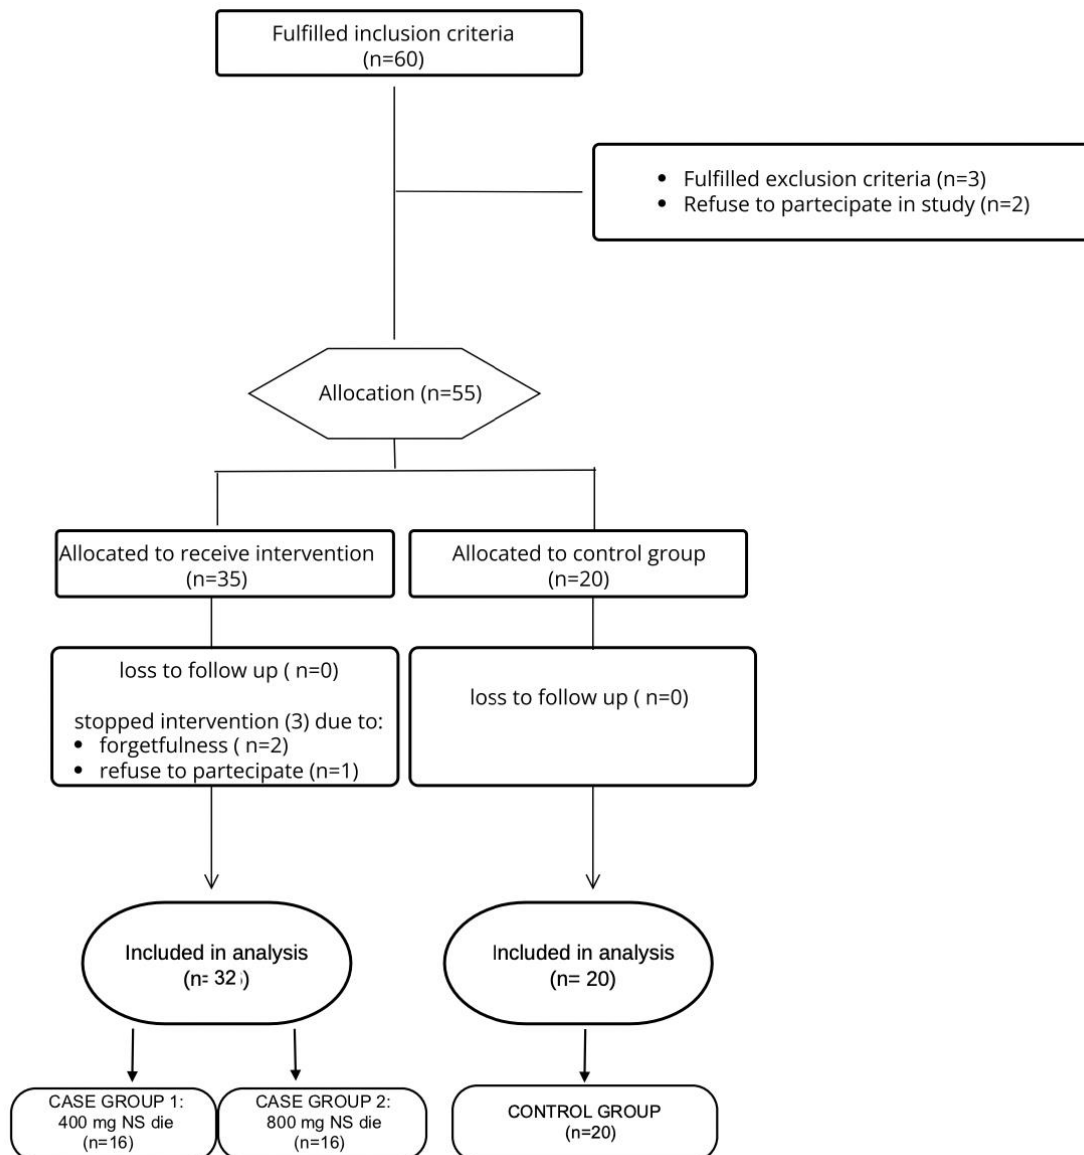 Fulfilled inclusion criteria
(n=60)
• Fulfilled exclusion criteria (n=3)
• Refuse to partecipate in study (n=2)
Allocation (n=55)
Allocated to receive intervention
(n=35)
Allocated to control group
(n=20)
loss to follow up ( n=0)
stopped intervention (3) due to:
• forgetfulness ( n=2)
• refuse to partecipate (n=1)
loss to follow up ( n=0)
Included in analysis
(n= 32 )
Included in analysis
(n= 20)
CASE GROUP 1:
400 mg NS die
(n=16)
CASE GROUP 2:
800 mg NS die
(n=16)
CONTROL GROUP
(n=20)